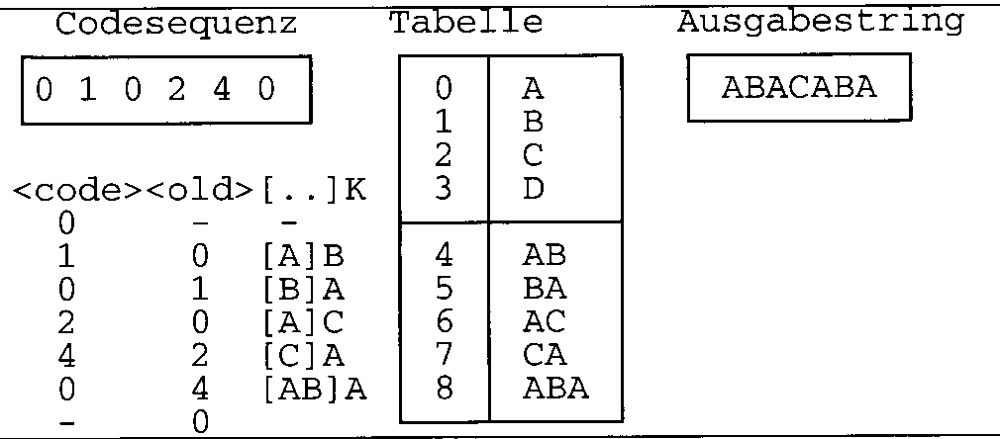 Codesequenz Tabelle Ausgabestring
0 1 0 2 4 0 0 A ABACABA
1 B
2 C
<code><old>[..]K 3 D
0 - -
1 0 [A]B 4 AB
0 1 [B]A 5 BA
2 0 [A]C 6 AC
4 2 [C]A 7 CA
0 4 [AB]A 8 ABA
- 0